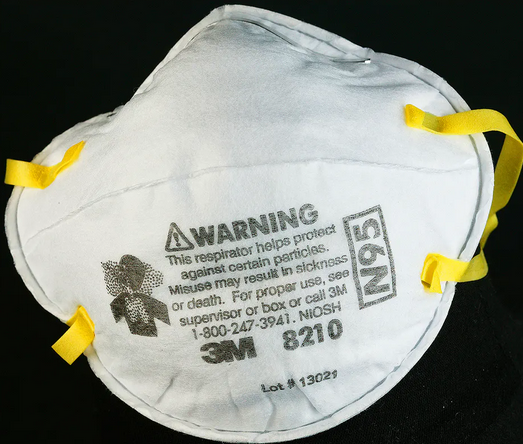 ⚠WARNING
This respirator helps protect
against certain particles.
Misuse may result in sickness
or death. For proper use, see
supervisor or box or call 3M
1-800-247-3941. NIOSH
N95
3M 8210
Lot # 13021